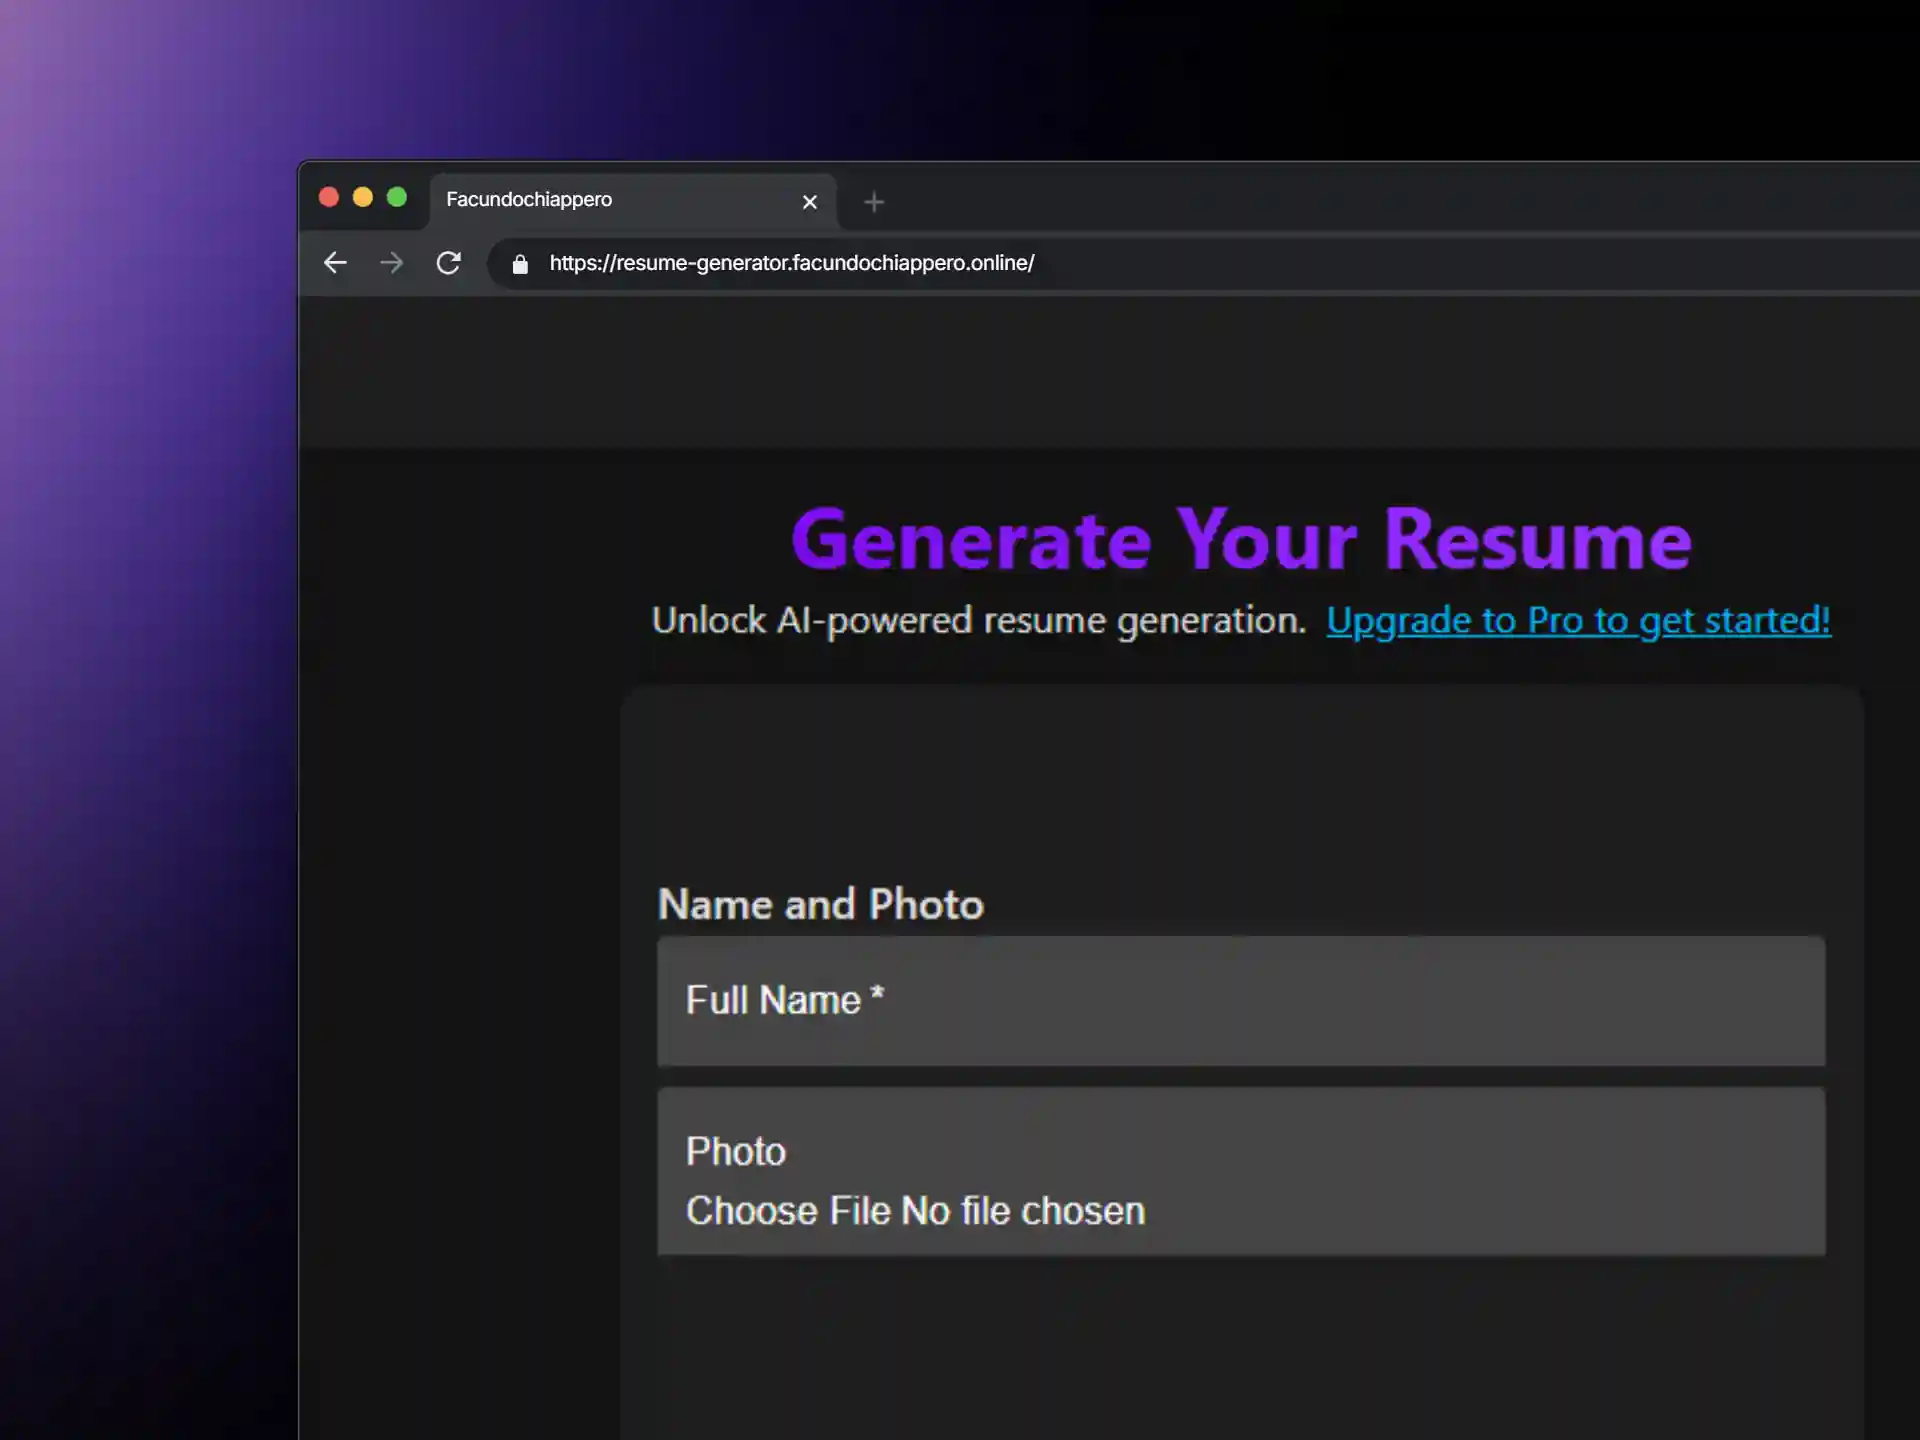 Facundochiappero
https://resume-generator.facundochiappero.online/
Generate Your Resume
Unlock AI-powered resume generation. Upgrade to Pro to get started!
Name and Photo
Full Name *
Photo
Choose File No file chosen